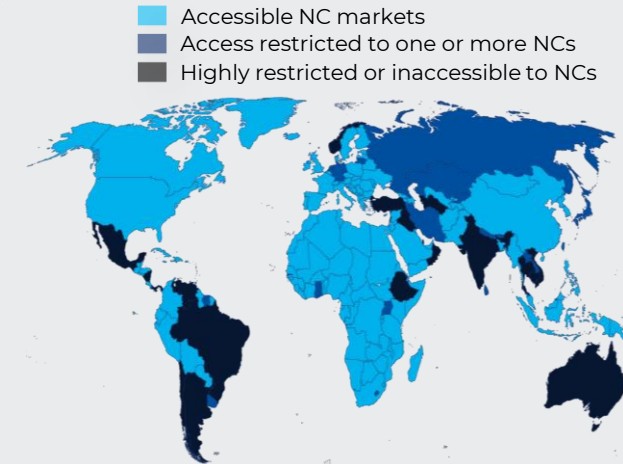 Accessible NC markets
Access restricted to one or more NCs
Highly restricted or inaccessible to NCs